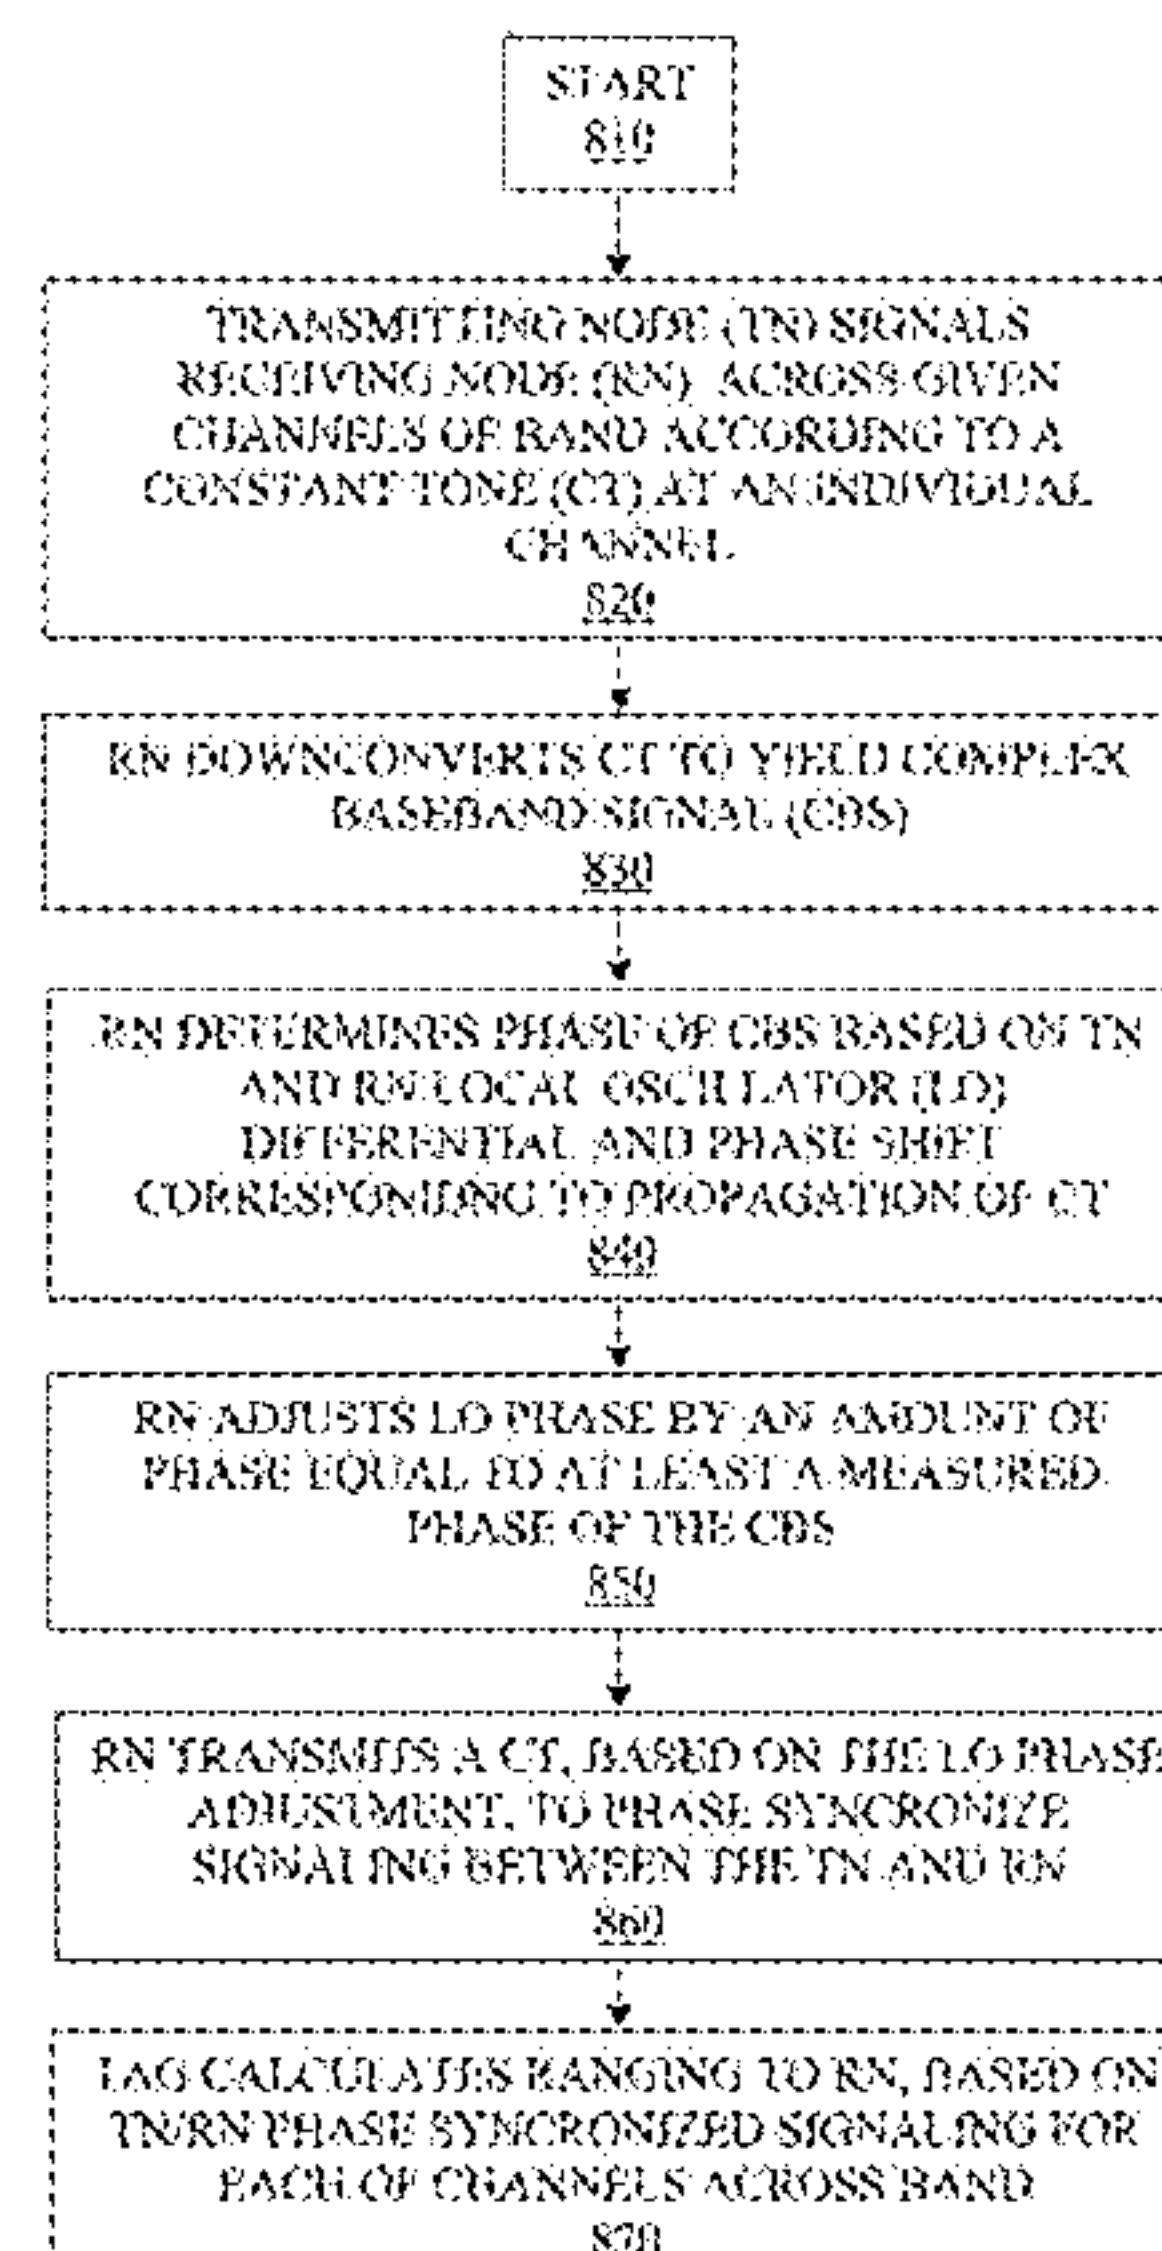 START
810
TRANSMITTING NODE (TN) SIGNALS
RECEIVING NODE (RN) ACROSS GIVEN
CHANNELS OF BAND ACCORDING TO A
CONSTANT TONE (CT) AT AN INDIVIDUAL
CHANNEL
820
RN DOWNCONVERTS CT TO YIELD COMPLEX
BASEBAND SIGNAL (CBS)
830
RN DETERMINES PHASE OF CBS BASED ON TN
AND RN LOCAL OSCILLATOR (LO)
DIFFERENTIAL AND PHASE SHIFT
CORRESPONIDNG TO PROPAGATION OF CT
840
RN ADJUSTS LO PHASE BY AN AMOUNT OF
PHASE EQUAL TO AT LEAST A MEASURED
PHASE OF THE CBS
850
RN TRANSMITS A CT, BASED ON THE LO PHASE
ADJUSTMENT, TO PHASE SYNCRONIZE
SIGNALING BETWEEN THE TN AND RN
860
LAG CALCULATES RANGING TO RN, BASED ON
TN/RN PHASE SYNCRONIZED SIGNALING FOR
EACH OF CHANNELS ACROSS BAND
870